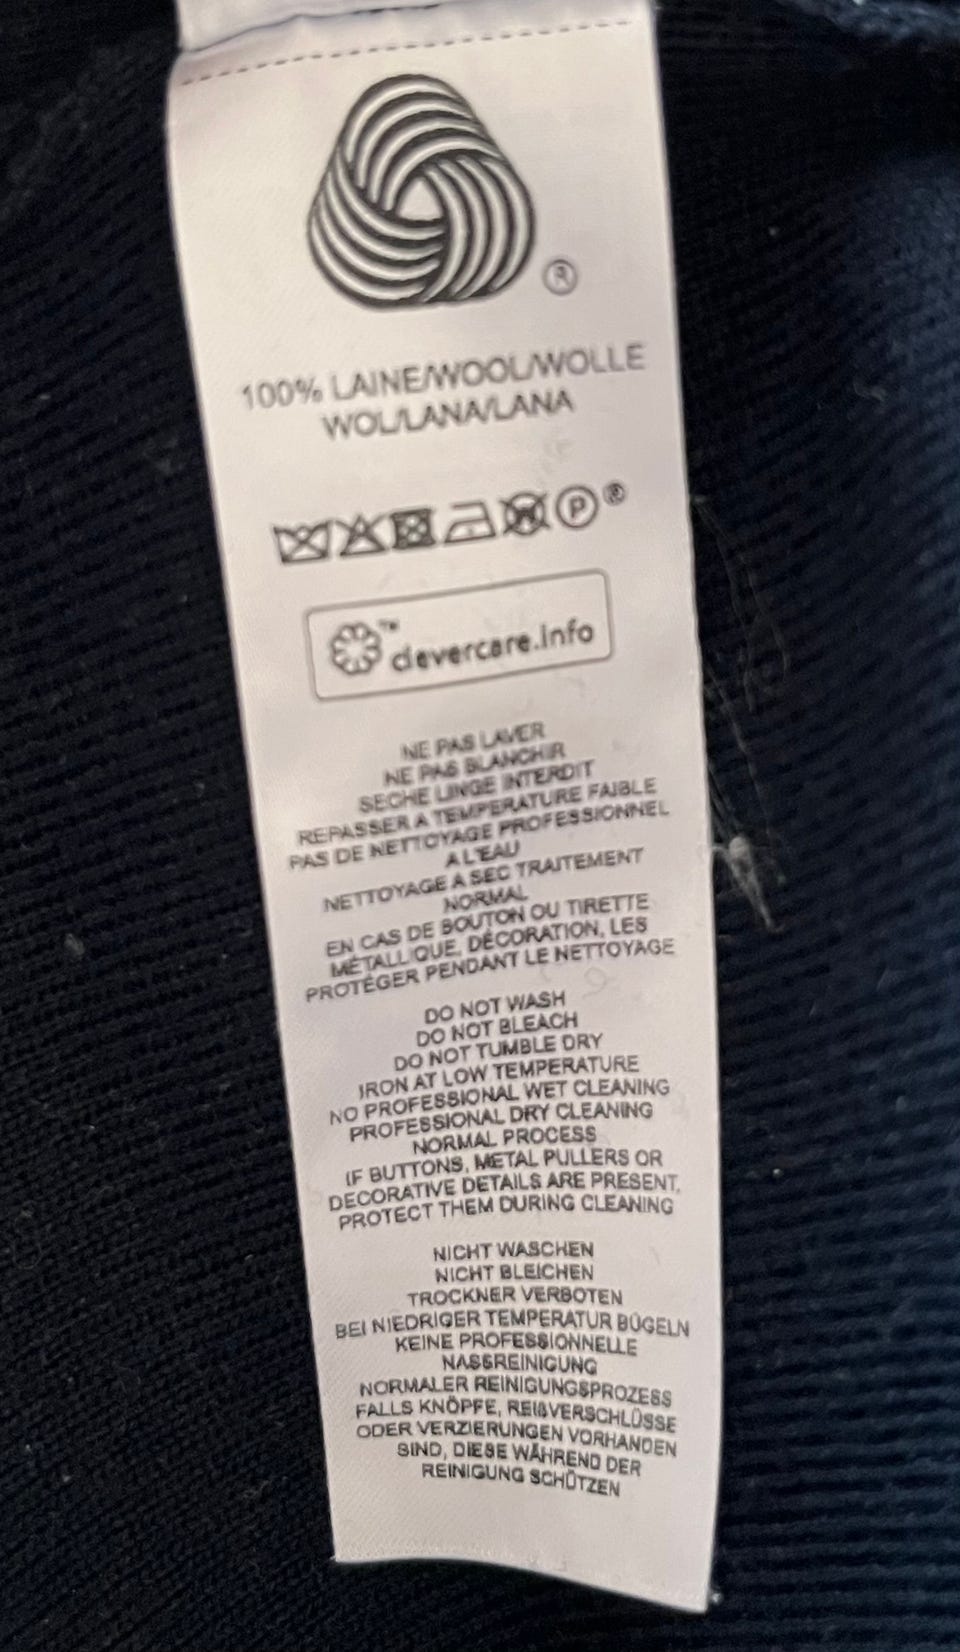 ®
100% LAINE/WOOL/WOLLE
WOL/LANA/LANA
W P ®
™ clevercare.info
NE PAS LAVER
NE PAS BLANCHIR
SECHE LINGE INTERDIT
REPASSER A TEMPERATURE FAIBLE
PAS DE NETTOYAGE PROFESSIONNEL
A L'EAU
NETTOYAGE A SEC TRAITEMENT
NORMAL
EN CAS DE BOUTON OU TIRETTE
MÉTALLIQUE, DÉCORATION, LES
PROTÉGER PENDANT LE NETTOYAGE
DO NOT WASH
DO NOT BLEACH
DO NOT TUMBLE DRY
IRON AT LOW TEMPERATURE
NO PROFESSIONAL WET CLEANING
PROFESSIONAL DRY CLEANING
NORMAL PROCESS
IF BUTTONS, METAL PULLERS OR
DECORATIVE DETAILS ARE PRESENT,
PROTECT THEM DURING CLEANING
NICHT WASCHEN
NICHT BLEICHEN
TROCKNER VERBOTEN
BEI NIEDRIGER TEMPERATUR BÜGELN
KEINE PROFESSIONNELLE
NASSREINIGUNG
NORMALER REINIGUNGSPROZESS
FALLS KNÖPFE, REIßVERSCHLÜSSE
ODER VERZIERUNGEN VORHANDEN
SIND, DIESE WÄHREND DER
REINIGUNG SCHÜTZEN